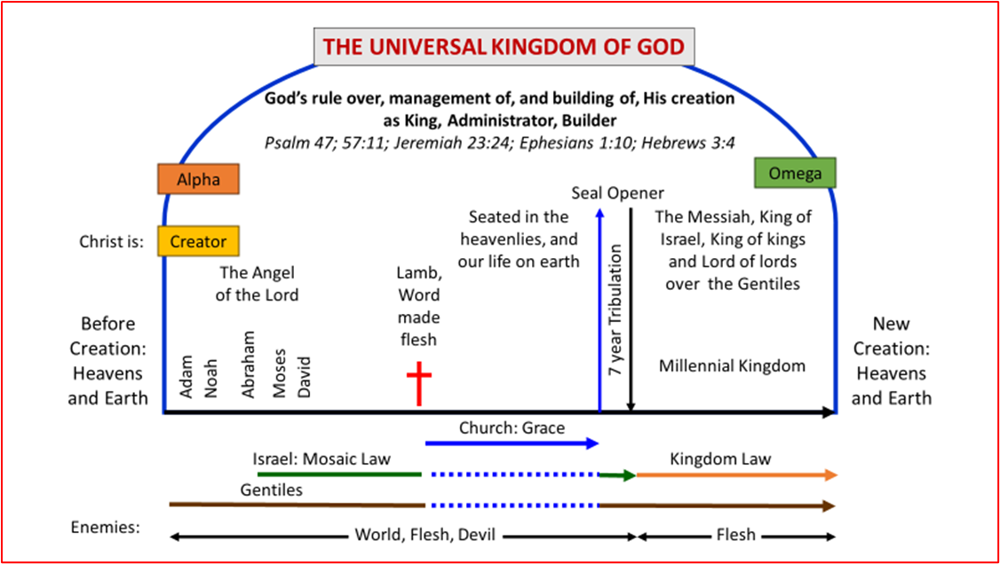 THE UNIVERSAL KINGDOM OF GOD
God's rule over, management of, and building of, His creation
as King, Administrator, Builder
Psalm 47; 57:11; Jeremiah 23:24; Ephesians 1:10; Hebrews 3:4
Alpha
Omega
Christ is:
Creator
The Angel
of the Lord
Lamb,
Word
made
flesh
Seated in the
heavenlies, and
our life on earth
Seal Opener
7 year Tribulation
The Messiah, King of
Israel, King of kings
and Lord of lords
over the Gentiles
Before
Creation:
Heavens
and Earth
Adam
Noah
Abraham
Moses
David
Millennial Kingdom
New
Creation:
Heavens
and Earth
Church: Grace
Israel: Mosaic Law
Kingdom Law
Gentiles
Enemies:
World, Flesh, Devil
Flesh